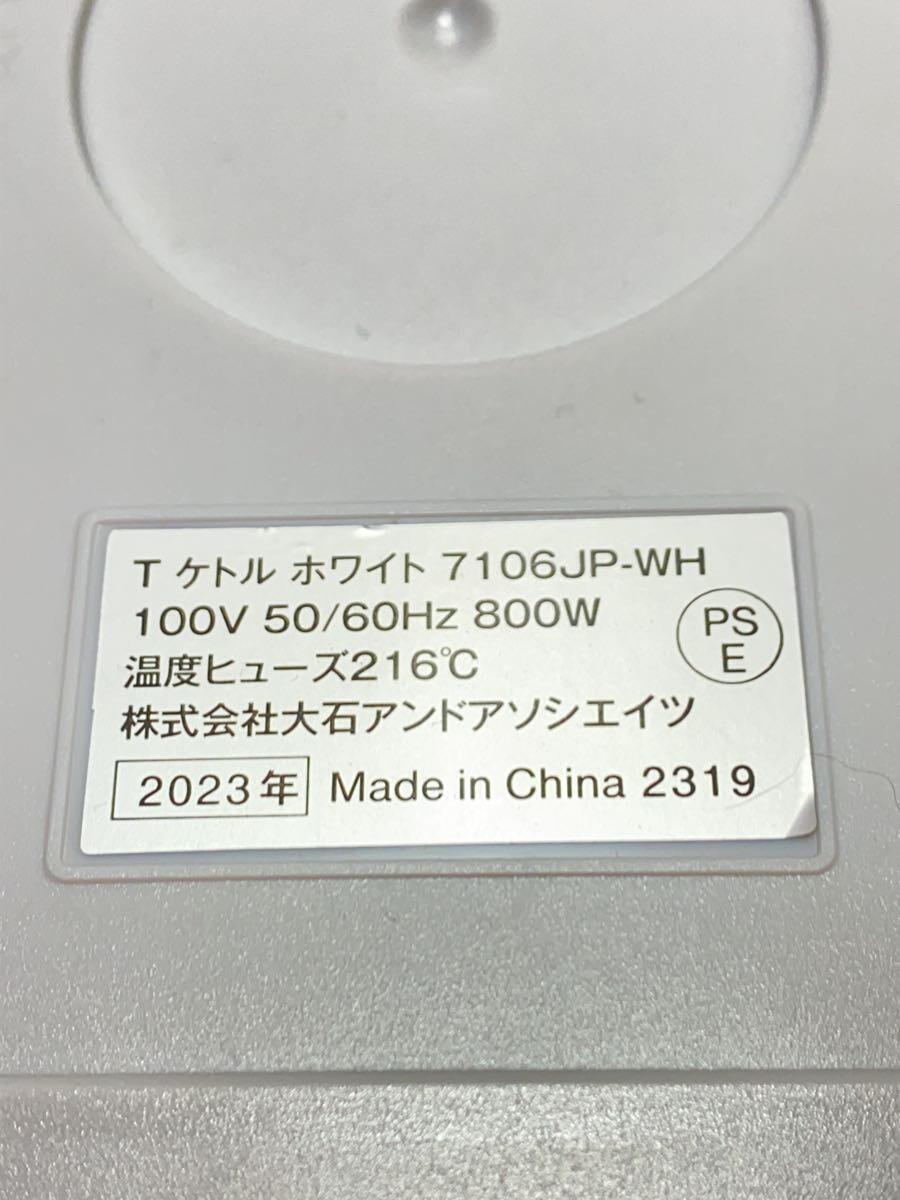 T ケトル ホワイト 7106JP-WH
100V 50/60Hz 800W
PS
E
温度ヒューズ216℃
株式会社大石アンドアソシエイツ
2023年 Made in China 2319